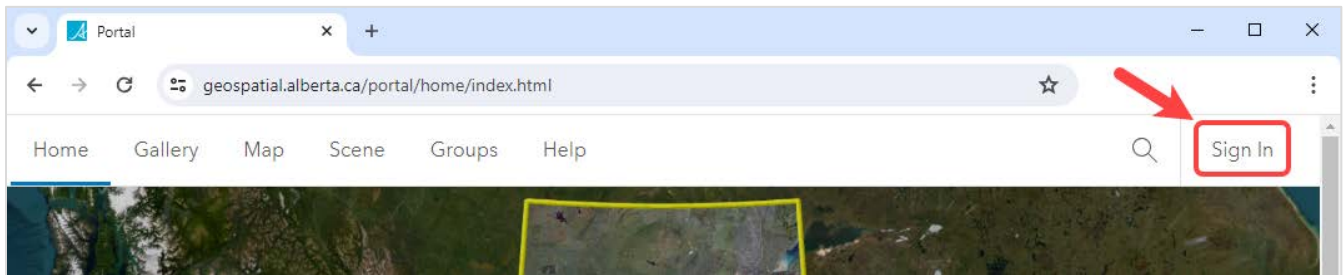 Portal
geospatial.alberta.ca/portal/home/index.html
Home Gallery Map Scene Groups Help Sign In